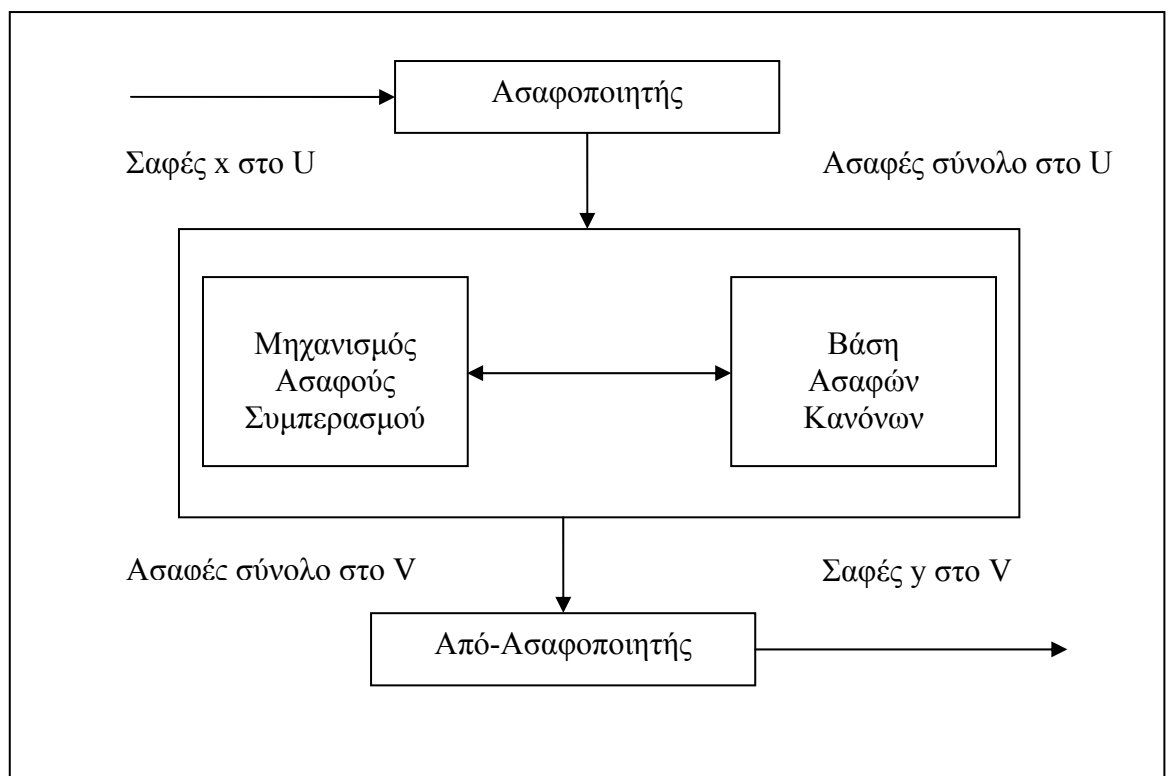 Ασαφοποιητής
Σαφές x στο U
Ασαφές σύνολο στο U
Μηχανισμός
Ασαφούς
Συμπερασμού
Βάση
Ασαφών
Κανόνων
Ασαφές σύνολο στο V
Σαφές y στο V
Από-Ασαφοποιητής